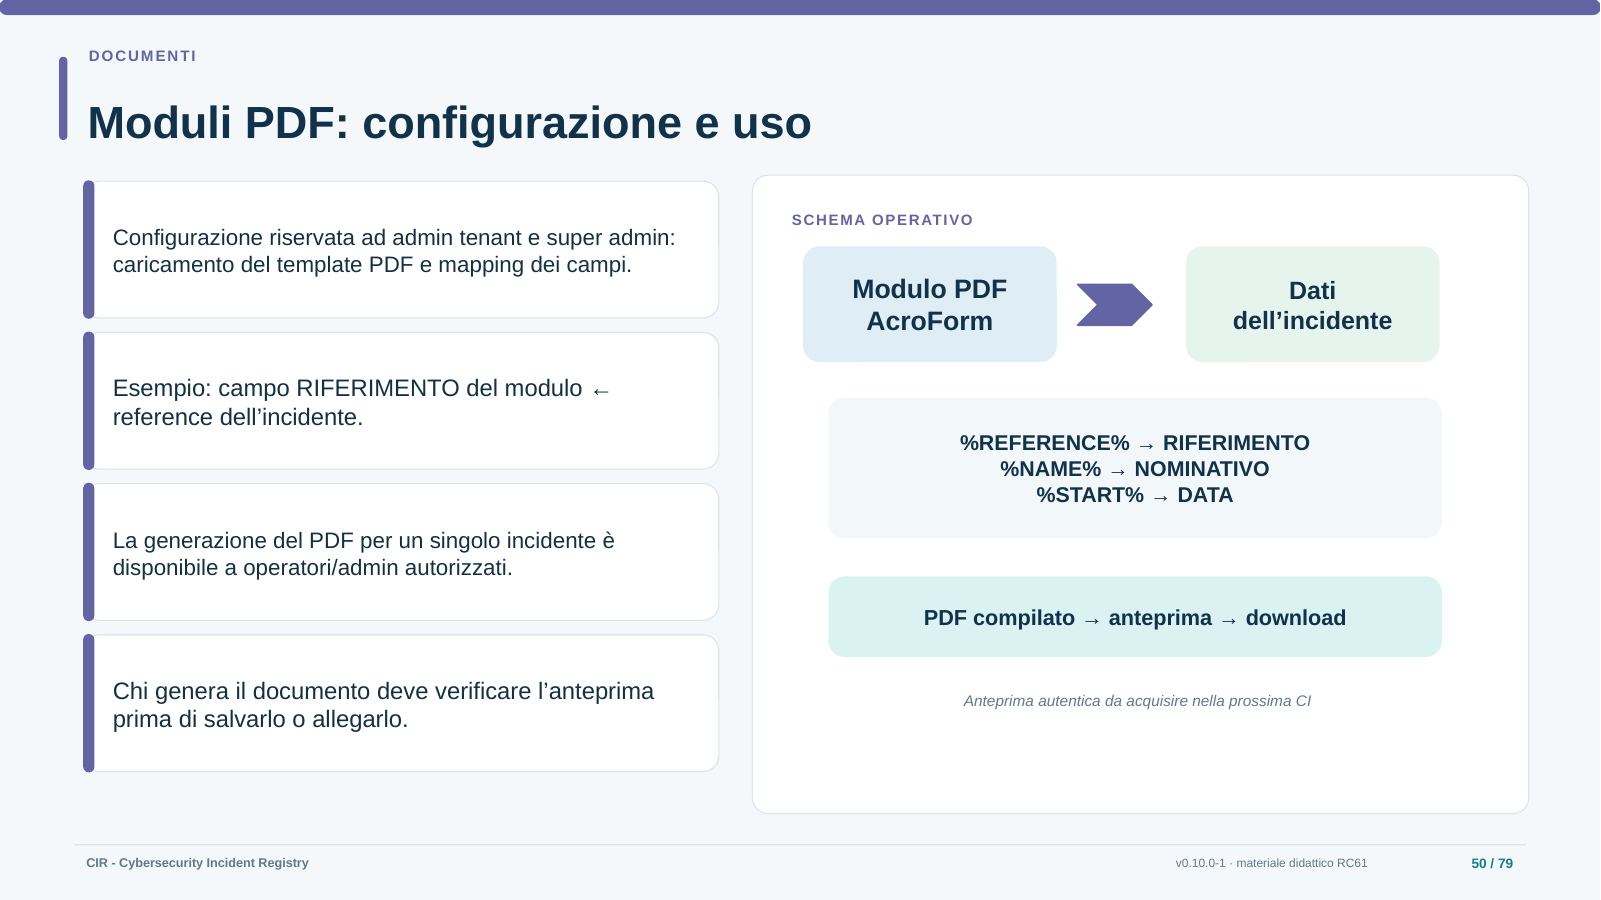 DOCUMENTI
Moduli PDF: configurazione e uso
Configurazione riservata ad admin tenant e super admin:
caricamento del template PDF e mapping dei campi.
Esempio: campo RIFERIMENTO del modulo ←
reference dell’incidente.
La generazione del PDF per un singolo incidente è
disponibile a operatori/admin autorizzati.
Chi genera il documento deve verificare l’anteprima
prima di salvarlo o allegarlo.
SCHEMA OPERATIVO
Modulo PDF
AcroForm
Dati
dell’incidente
%REFERENCE% → RIFERIMENTO
%NAME% → NOMINATIVO
%START% → DATA
PDF compilato → anteprima → download
Anteprima autentica da acquisire nella prossima CI
CIR - Cybersecurity Incident Registry
v0.10.0-1 · materiale didattico RC61
50 / 79